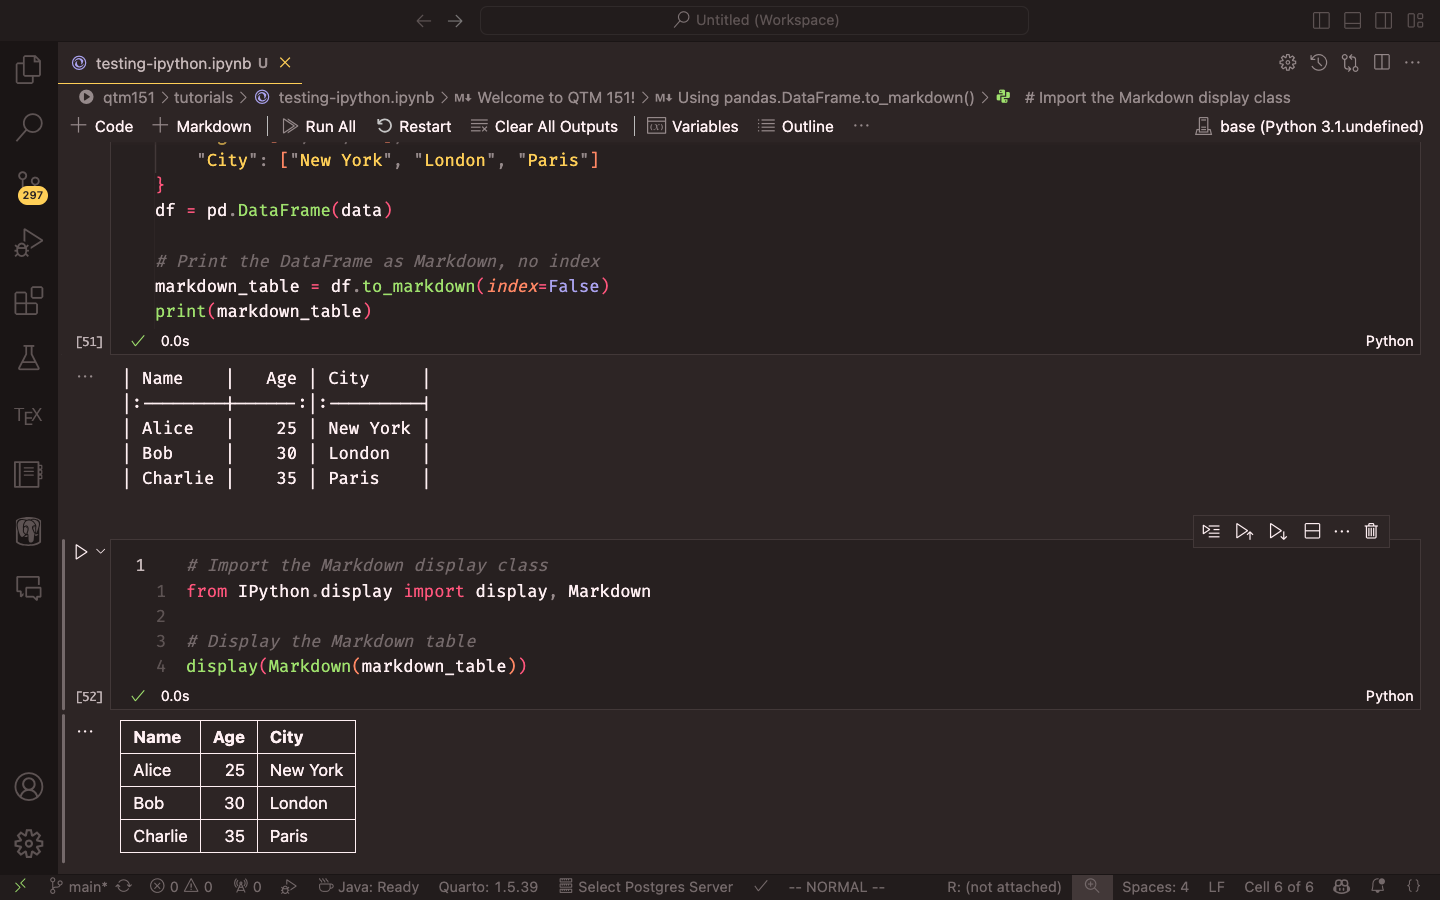 Untitled (Workspace)
testing-ipython.ipynb U
qtm151 > tutorials > testing-ipython.ipynb > M↓ Welcome to QTM 151! > M↓ Using pandas.DataFrame.to_markdown() > # Import the Markdown display class
+ Code + Markdown | Run All Restart Clear All Outputs | Variables Outline ··· base (Python 3.1.undefined)
"City": ["New York", "London", "Paris"]
}
df = pd.DataFrame(data)
# Print the DataFrame as Markdown, no index
markdown_table = df.to_markdown(index=False)
print(markdown_table)
[51] ✓ 0.0s Python
| Name    |   Age | City     |
|:--------|------:|:---------|
| Alice   |    25 | New York |
| Bob     |    30 | London   |
| Charlie |    35 | Paris    |
1 # Import the Markdown display class
1 from IPython.display import display, Markdown
2
3 # Display the Markdown table
4 display(Markdown(markdown_table))
[52] ✓ 0.0s Python
Name Age City
Alice 25 New York
Bob 30 London
Charlie 35 Paris
297
TEX
main* 0 0 0 Java: Ready Quarto: 1.5.39 Select Postgres Server ✓ -- NORMAL -- R: (not attached) Spaces: 4 LF Cell 6 of 6 {}